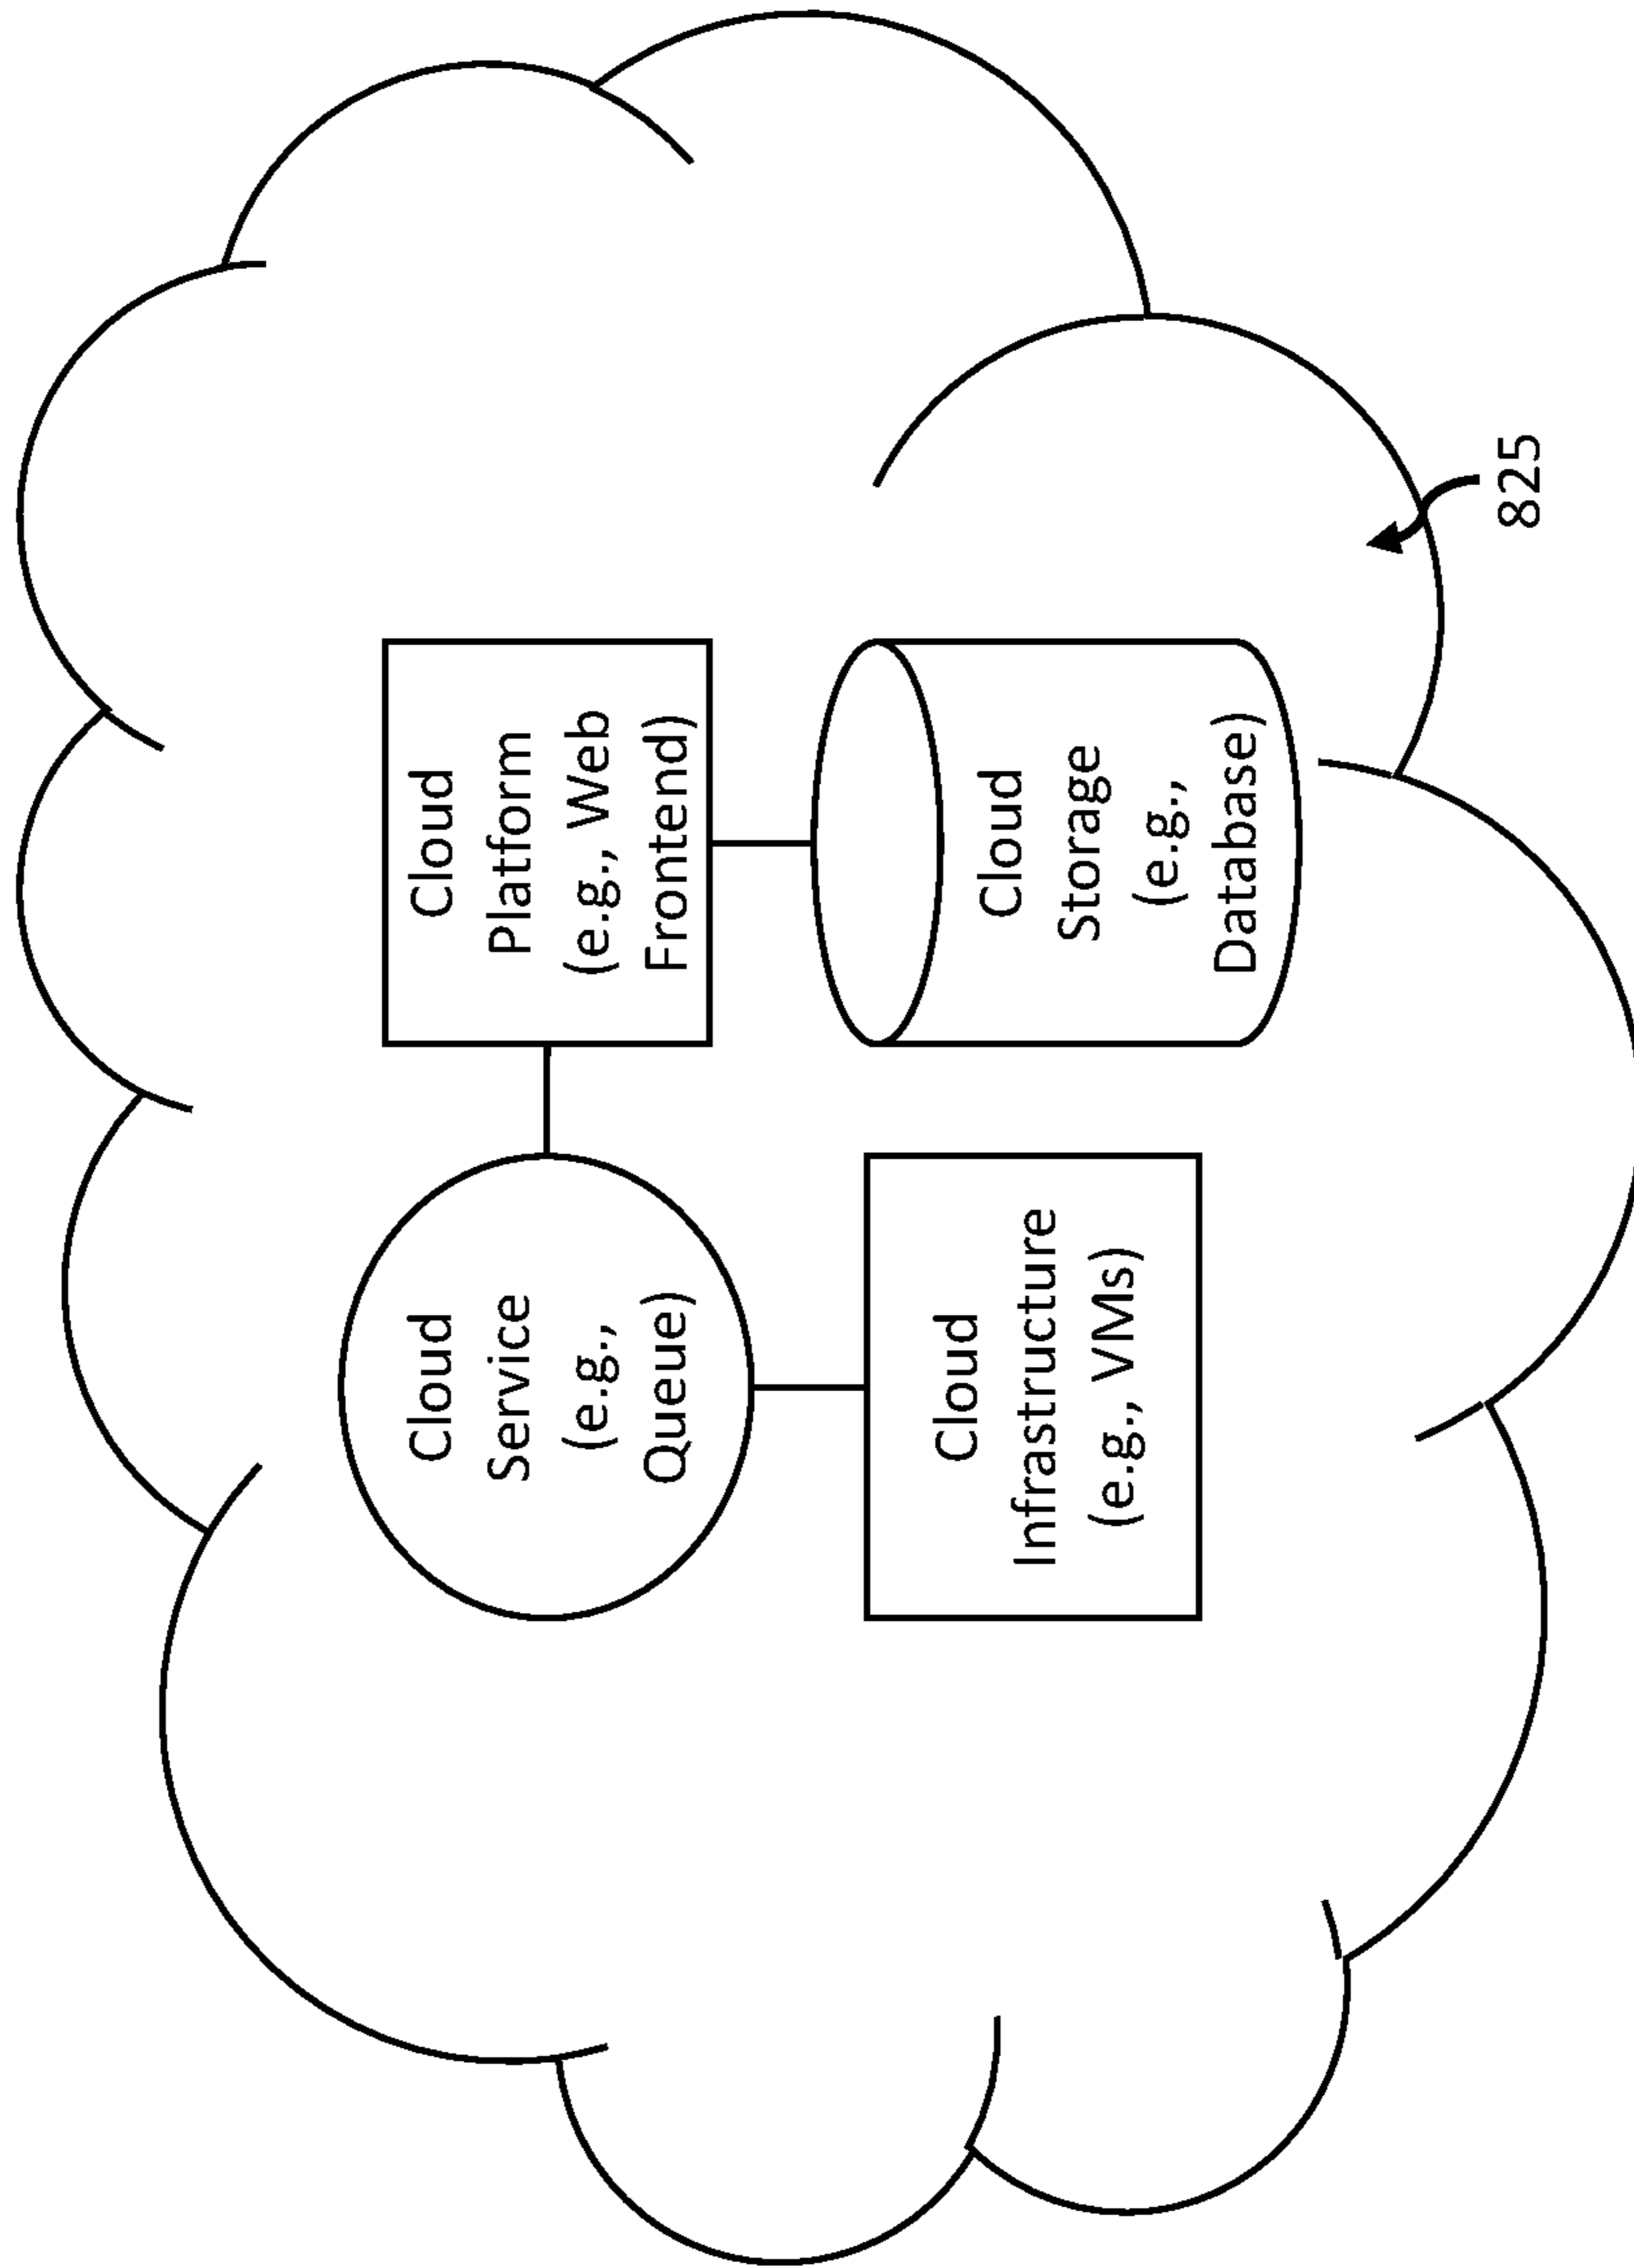 Cloud
Service
(e.g.,
Queue)
Cloud
Platform
(e.g., Web
Frontend)
Cloud
Infrastructure
(e.g., VMs)
Cloud
Storage
(e.g.,
Database)
825